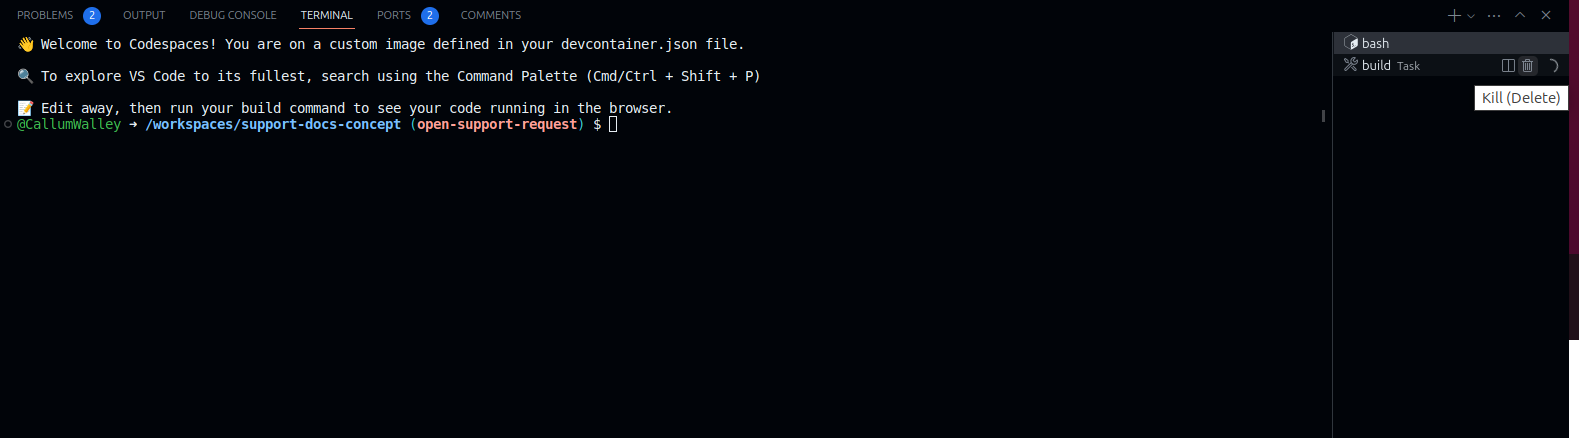 PROBLEMS 2 OUTPUT DEBUG CONSOLE TERMINAL PORTS 2 COMMENTS
👋 Welcome to Codespaces! You are on a custom image defined in your devcontainer.json file.
🔍 To explore VS Code to its fullest, search using the Command Palette (Cmd/Ctrl + Shift + P)
📝 Edit away, then run your build command to see your code running in the browser.
@CallumWalley ➜ /workspaces/support-docs-concept (open-support-request) $
bash
build Task
Kill (Delete)